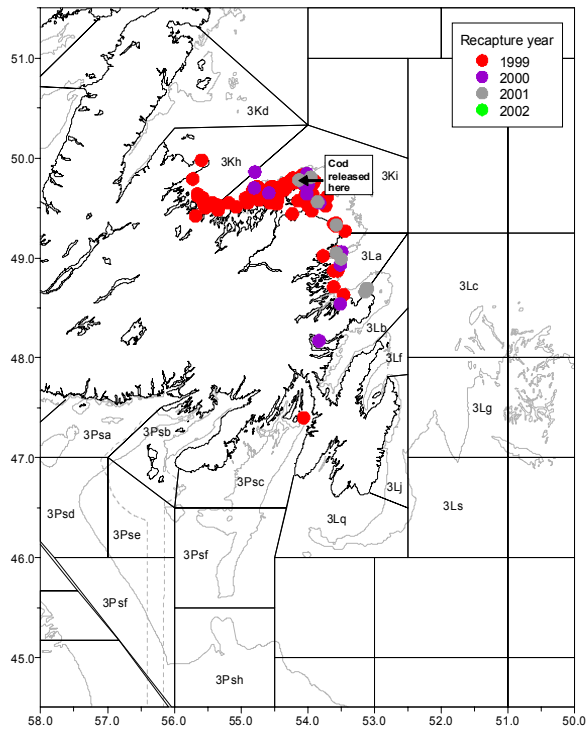 Recapture year
1999
2000
2001
2002
51.0
50.0
49.0
48.0
47.0
46.0
45.0
3Kd
3Kh
Cod
released
here
3Ki
3La
3Lc
3Lb
3Lf
3Lg
3Psa
3Psb
3Psc
3Lj
3Psd
3Pse
3Lq
3Ls
3Psf
3Psf
3Psh
58.0 57.0 56.0 55.0 54.0 53.0 52.0 51.0 50.0